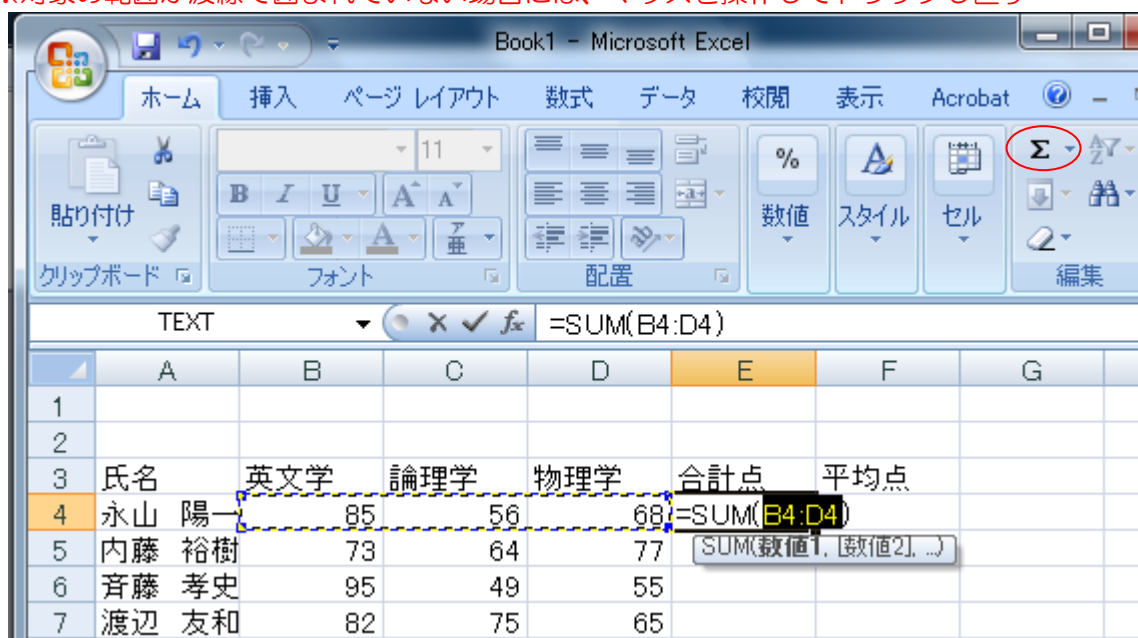 Book1 - Microsoft Excel
ホーム 挿入 ページ レイアウト 数式 データ 校閲 表示 Acrobat
11
Σ
% 
貼り付け B I U A A 数値 スタイル セル
A ア亜
クリップボード フォント 配置 編集
TEXT fx =SUM(B4:D4)
A B C D E F G
1
2
3 氏名 英文学 論理学 物理学 合計点 平均点
4 永山 陽一 85 56 68 =SUM(B4:D4)
5 内藤 裕樹 73 64 77 SUM(数値1, [数値2], ...)
6 斉藤 孝史 95 49 55
7 渡辺 友和 82 75 65